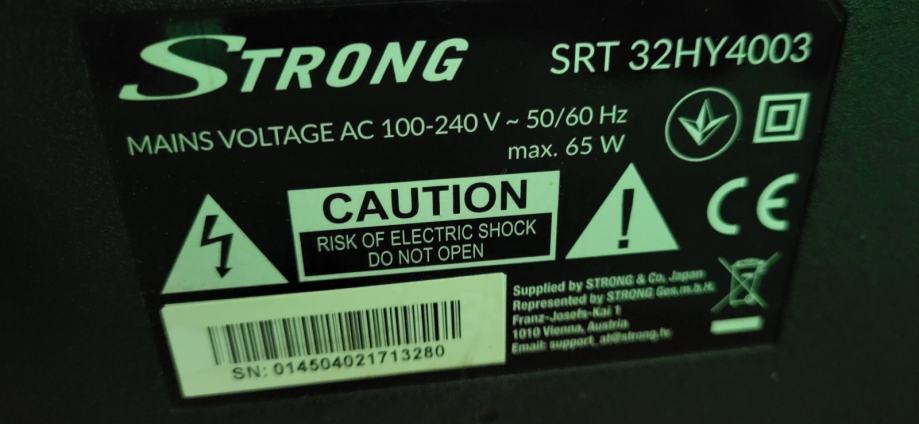 STRONG
SRT 32HY4003
MAINS VOLTAGE AC 100-240 V ~ 50/60 Hz
max. 65 W
CAUTION
RISK OF ELECTRIC SHOCK
DO NOT OPEN
CE
Supplied by STRONG & Co, Japan
Represented by STRONG Ges.m.b.H.
Franz-Josefs-Kai 1
1010 Vienna, Austria
Email: support_at@strong.tv
SN: 014504021713280